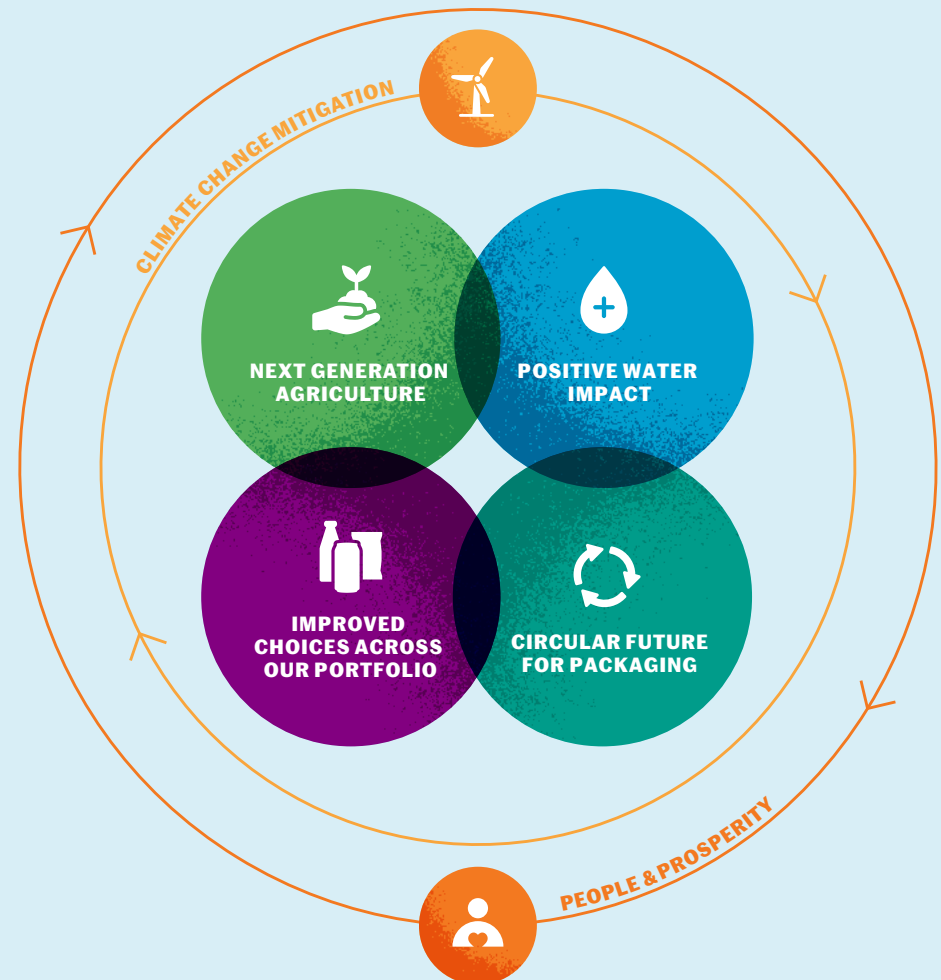 CLIMATE CHANGE MITIGATION
NEXT GENERATION
AGRICULTURE
POSITIVE WATER
IMPACT
IMPROVED
CHOICES ACROSS
OUR PORTFOLIO
CIRCULAR FUTURE
FOR PACKAGING
PEOPLE & PROSPERITY